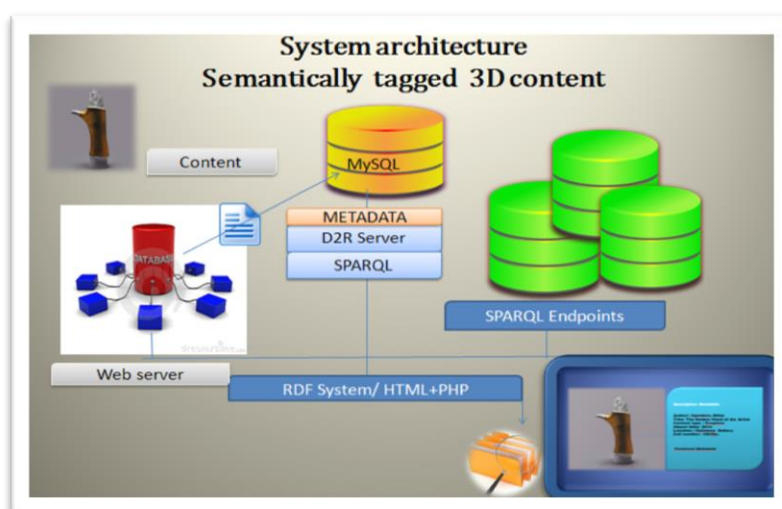 System architecture
Semantically tagged 3D content
Content
MySQL
METADATA
D2R Server
SPARQL
DATABASE
SPARQL Endpoints
Web server
RDF System/ HTML+PHP